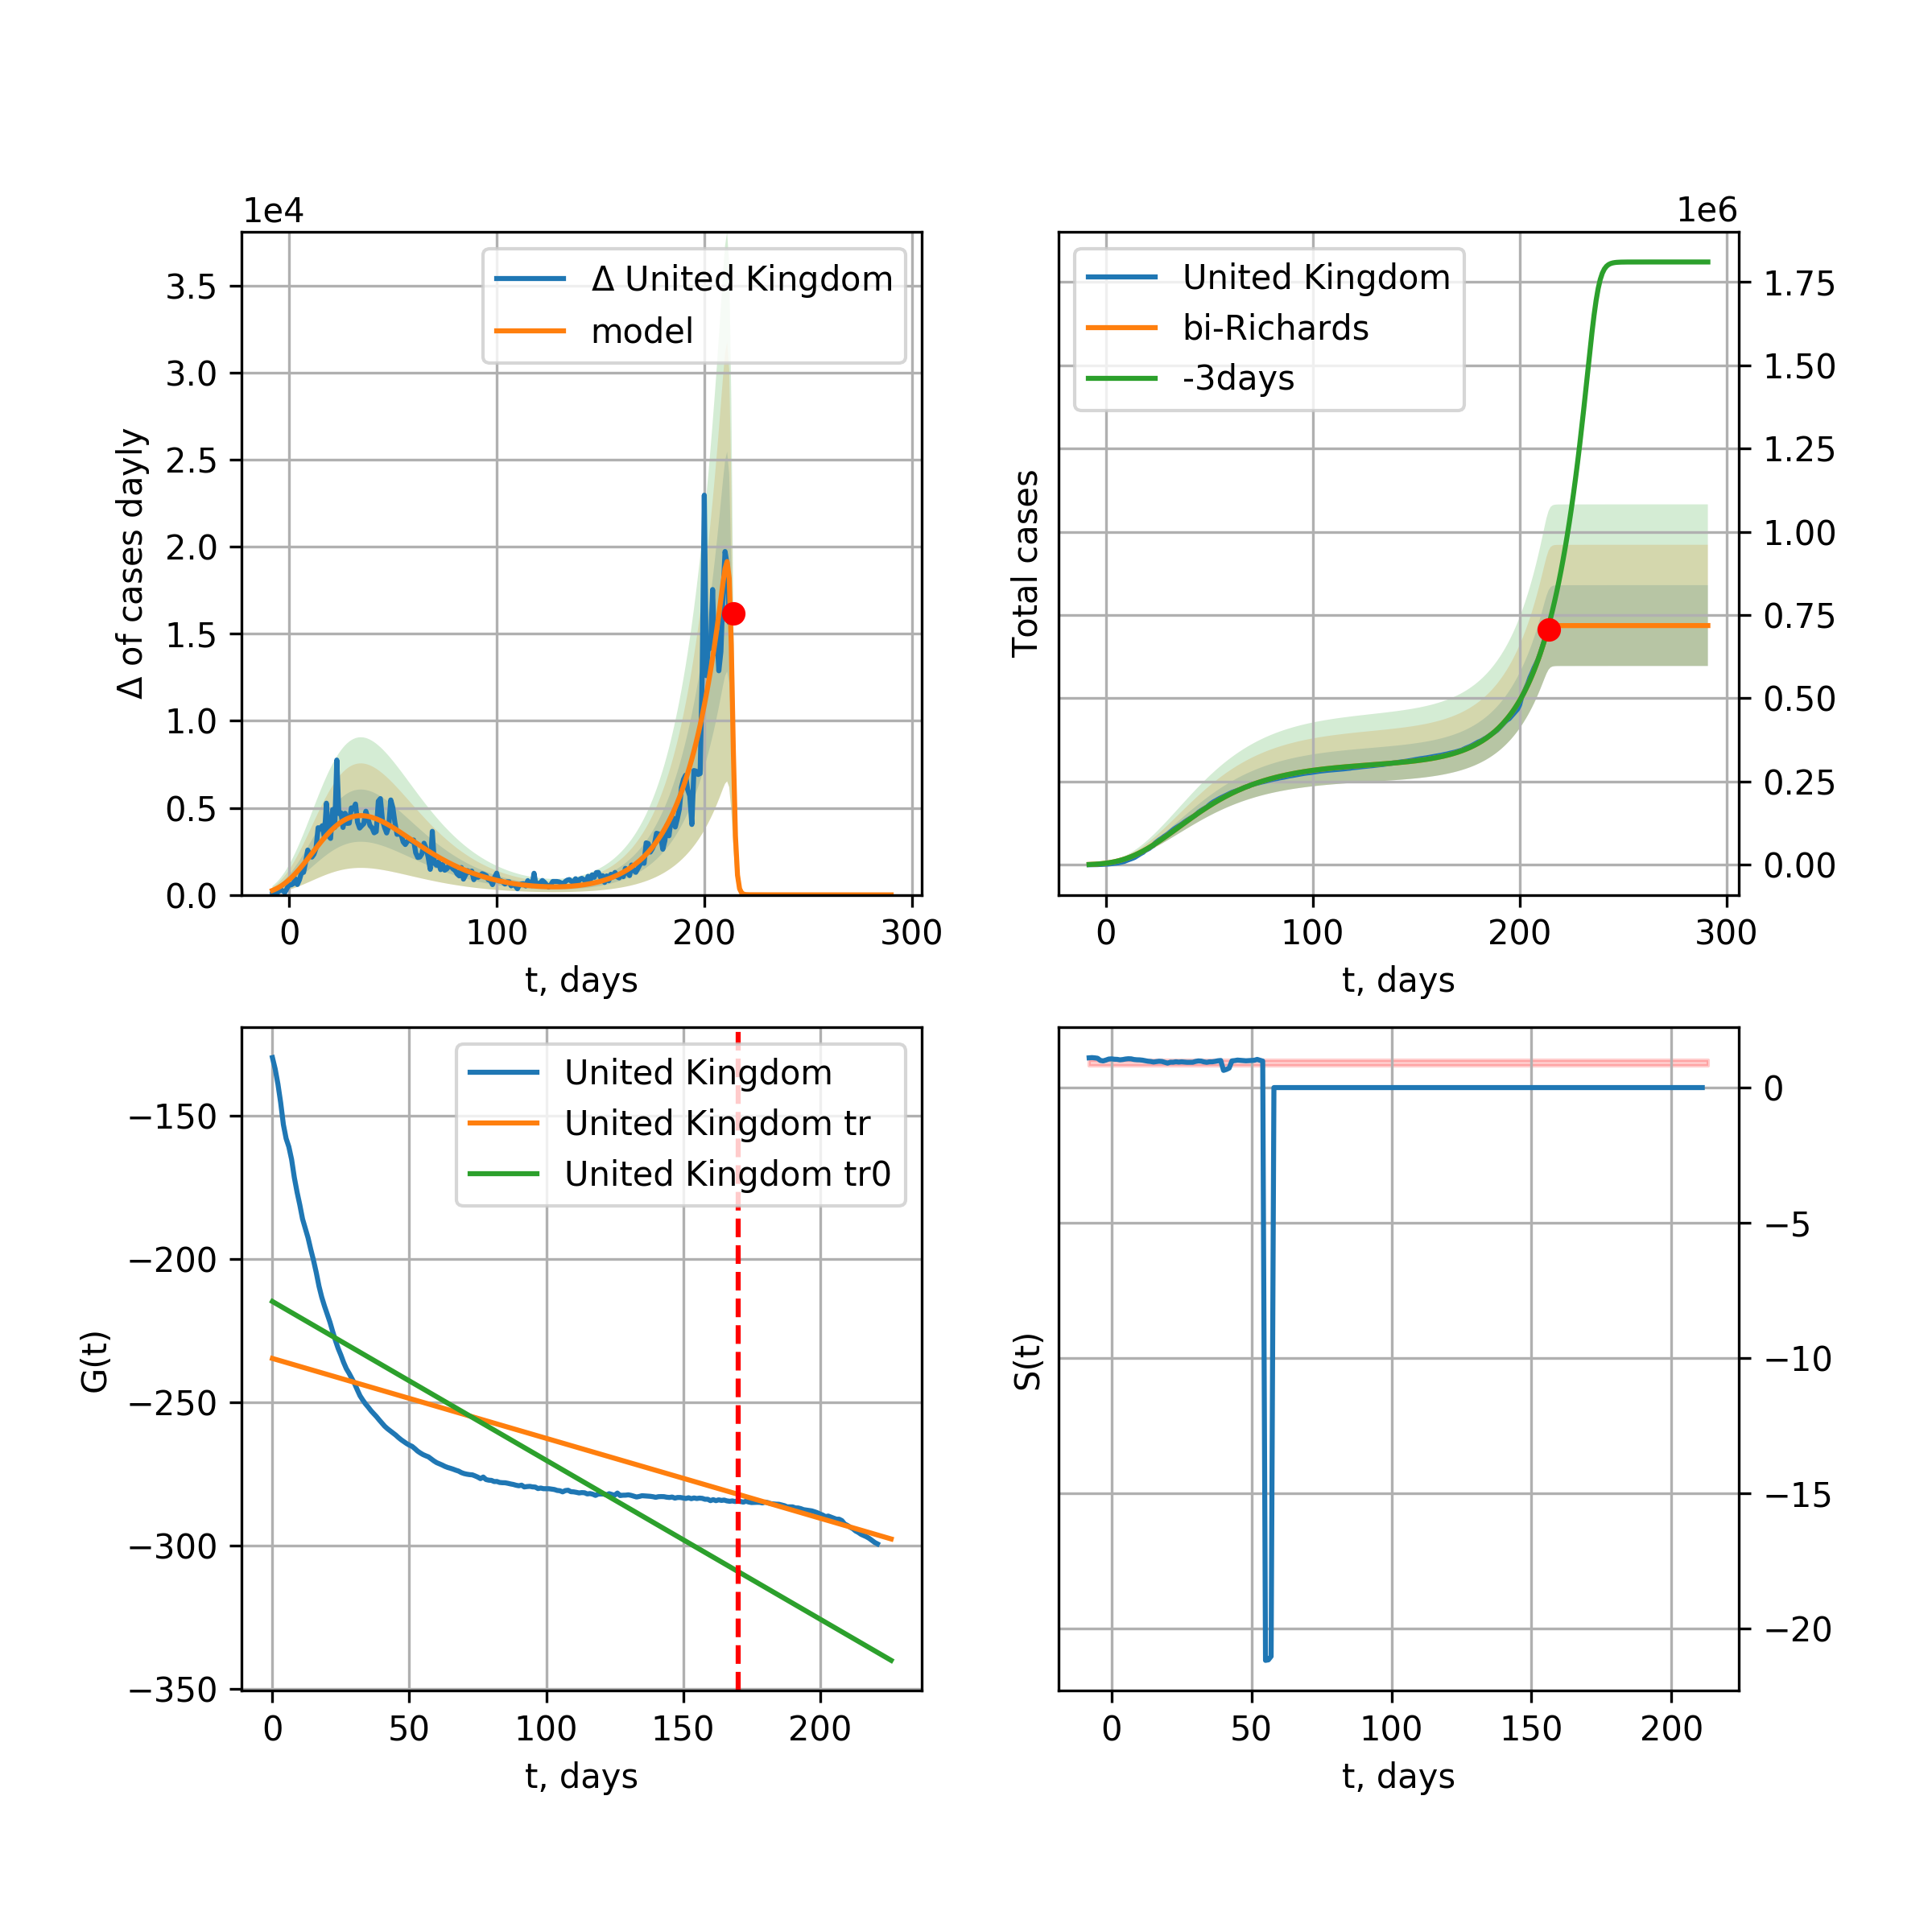 1e4
Δ United Kingdom
model
3.5
3.0
2.5
2.0
1.5
1.0
0.5
0.0
Δ of cases dayly
0 100 200 300
t, days
1e6
United Kingdom
bi-Richards
-3days
1.75
1.50
1.25
1.00
0.75
0.50
0.25
0.00
Total cases
0 100 200 300
t, days
United Kingdom
United Kingdom tr
United Kingdom tr0
−150
−200
−250
−300
−350
G(t)
0 50 100 150 200
t, days
0
−5
−10
−15
−20
S(t)
0 50 100 150 200
t, days